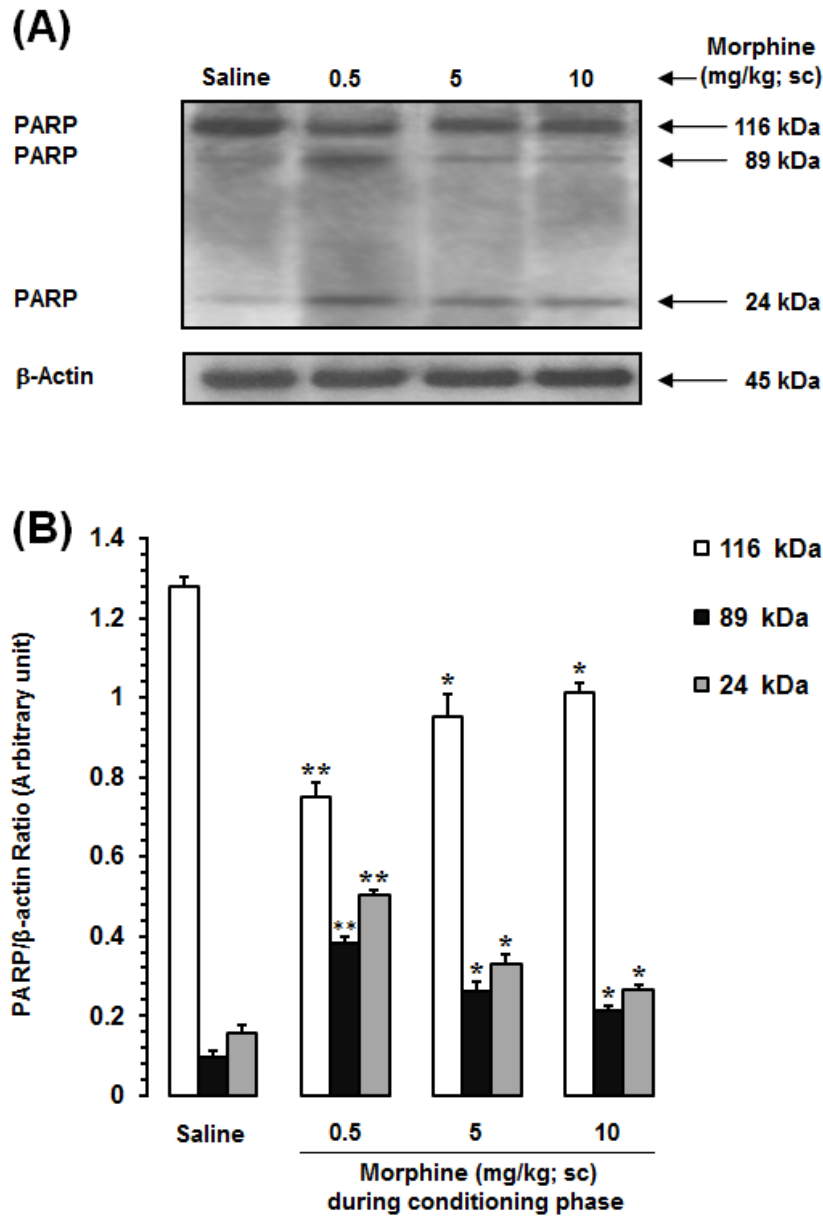 (A)
Morphine
Saline 0.5 5 10 (mg/kg; sc)
PARP 116 kDa
PARP 89 kDa
PARP 24 kDa
β-Actin 45 kDa
(B)
PARP/β-actin Ratio (Arbitrary unit)
1.4
1.2
1
0.8
0.6
0.4
0.2
0
116 kDa
89 kDa
24 kDa
** ** **
* * *
* * *
Saline 0.5 5 10
Morphine (mg/kg; sc)
during conditioning phase